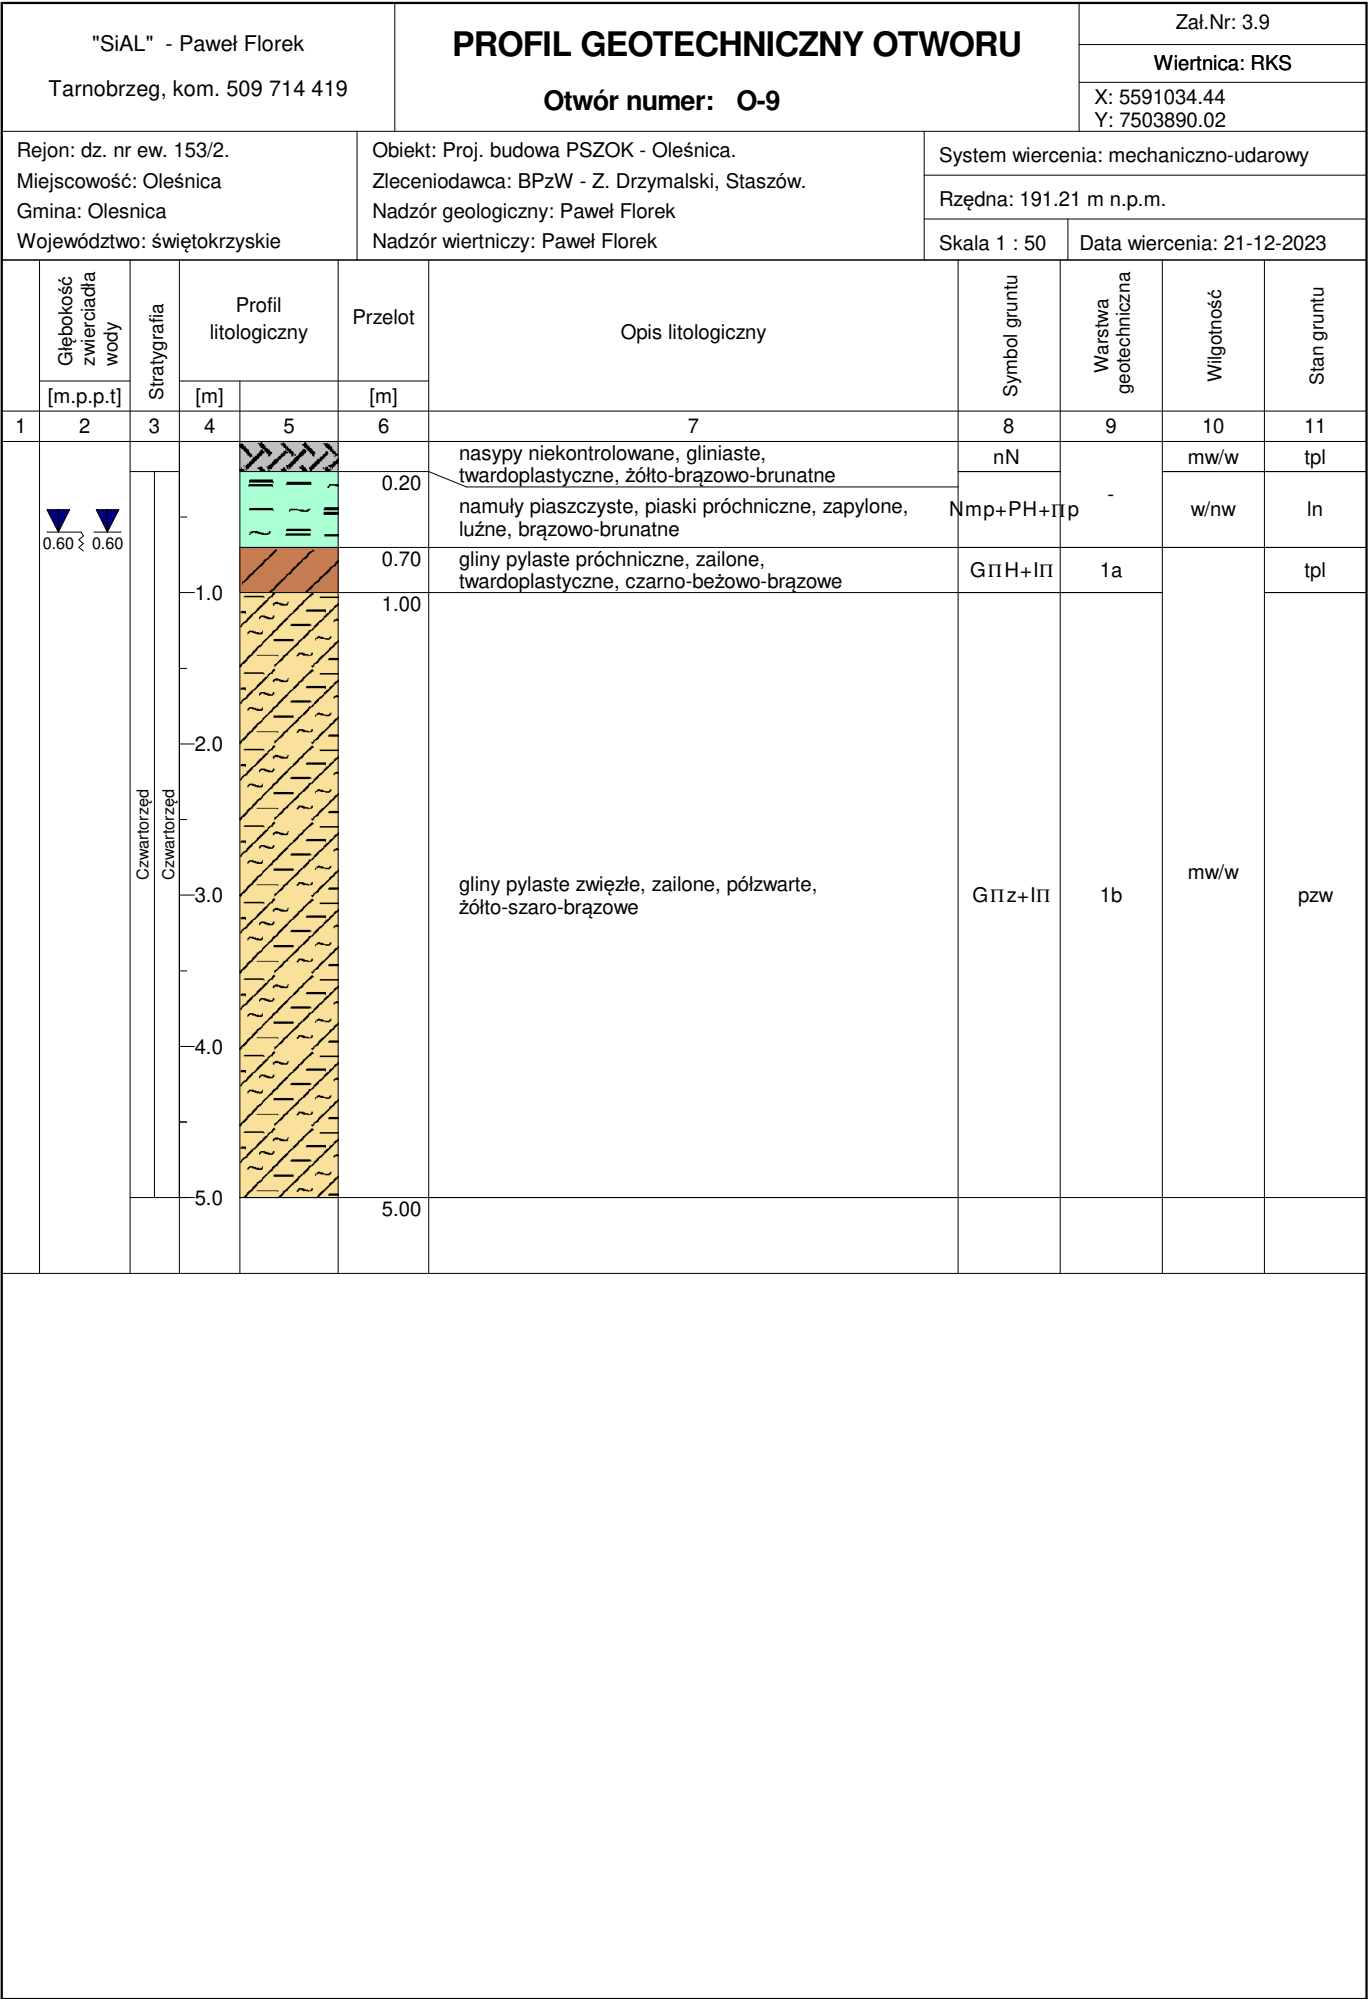 "SiAL" - Paweł Florek
Tarnobrzeg, kom. 509 714 419
PROFIL GEOTECHNICZNY OTWORU
Otwór numer: O-9
Zał.Nr: 3.9
Wiertnica: RKS
X: 5591034.44
Y: 7503890.02
Rejon: dz. nr ew. 153/2.
Miejscowość: Oleśnica
Gmina: Olesnica
Województwo: świętokrzyskie
Obiekt: Proj. budowa PSZOK - Oleśnica.
Zleceniodawca: BPzW - Z. Drzymalski, Staszów.
Nadzór geologiczny: Paweł Florek
Nadzór wiertniczy: Paweł Florek
System wiercenia: mechaniczno-udarowy
Rzędna: 191.21 m n.p.m.
Skala 1 : 50
Data wiercenia: 21-12-2023
Głębokość
zwierciadła
wody
[m.p.p.t]
Stratygrafia
Profil
litologiczny
[m]
Przelot
[m]
Opis litologiczny
Symbol gruntu
Warstwa
geotechniczna
Wilgotność
Stan gruntu
1 2 3 4 5 6 7 8 9 10 11
nasypy niekontrolowane, gliniaste,
twardoplastyczne, żółto-brązowo-brunatne
nN
mw/w
tpl
0.20
namuły piaszczyste, piaski próchniczne, zapylone,
luźne, brązowo-brunatne
Nmp+PH+Πp
-
w/nw
ln
0.60 0.60
0.70
gliny pylaste próchniczne, zailone,
twardoplastyczne, czarno-beżowo-brązowe
GΠH+IΠ
1a
tpl
1.0
1.00
2.0
Czwartorzęd
Czwartorzęd
3.0
gliny pylaste zwięzłe, zailone, półzwarte,
żółto-szaro-brązowe
GΠz+IΠ
1b
mw/w
pzw
4.0
5.0
5.00